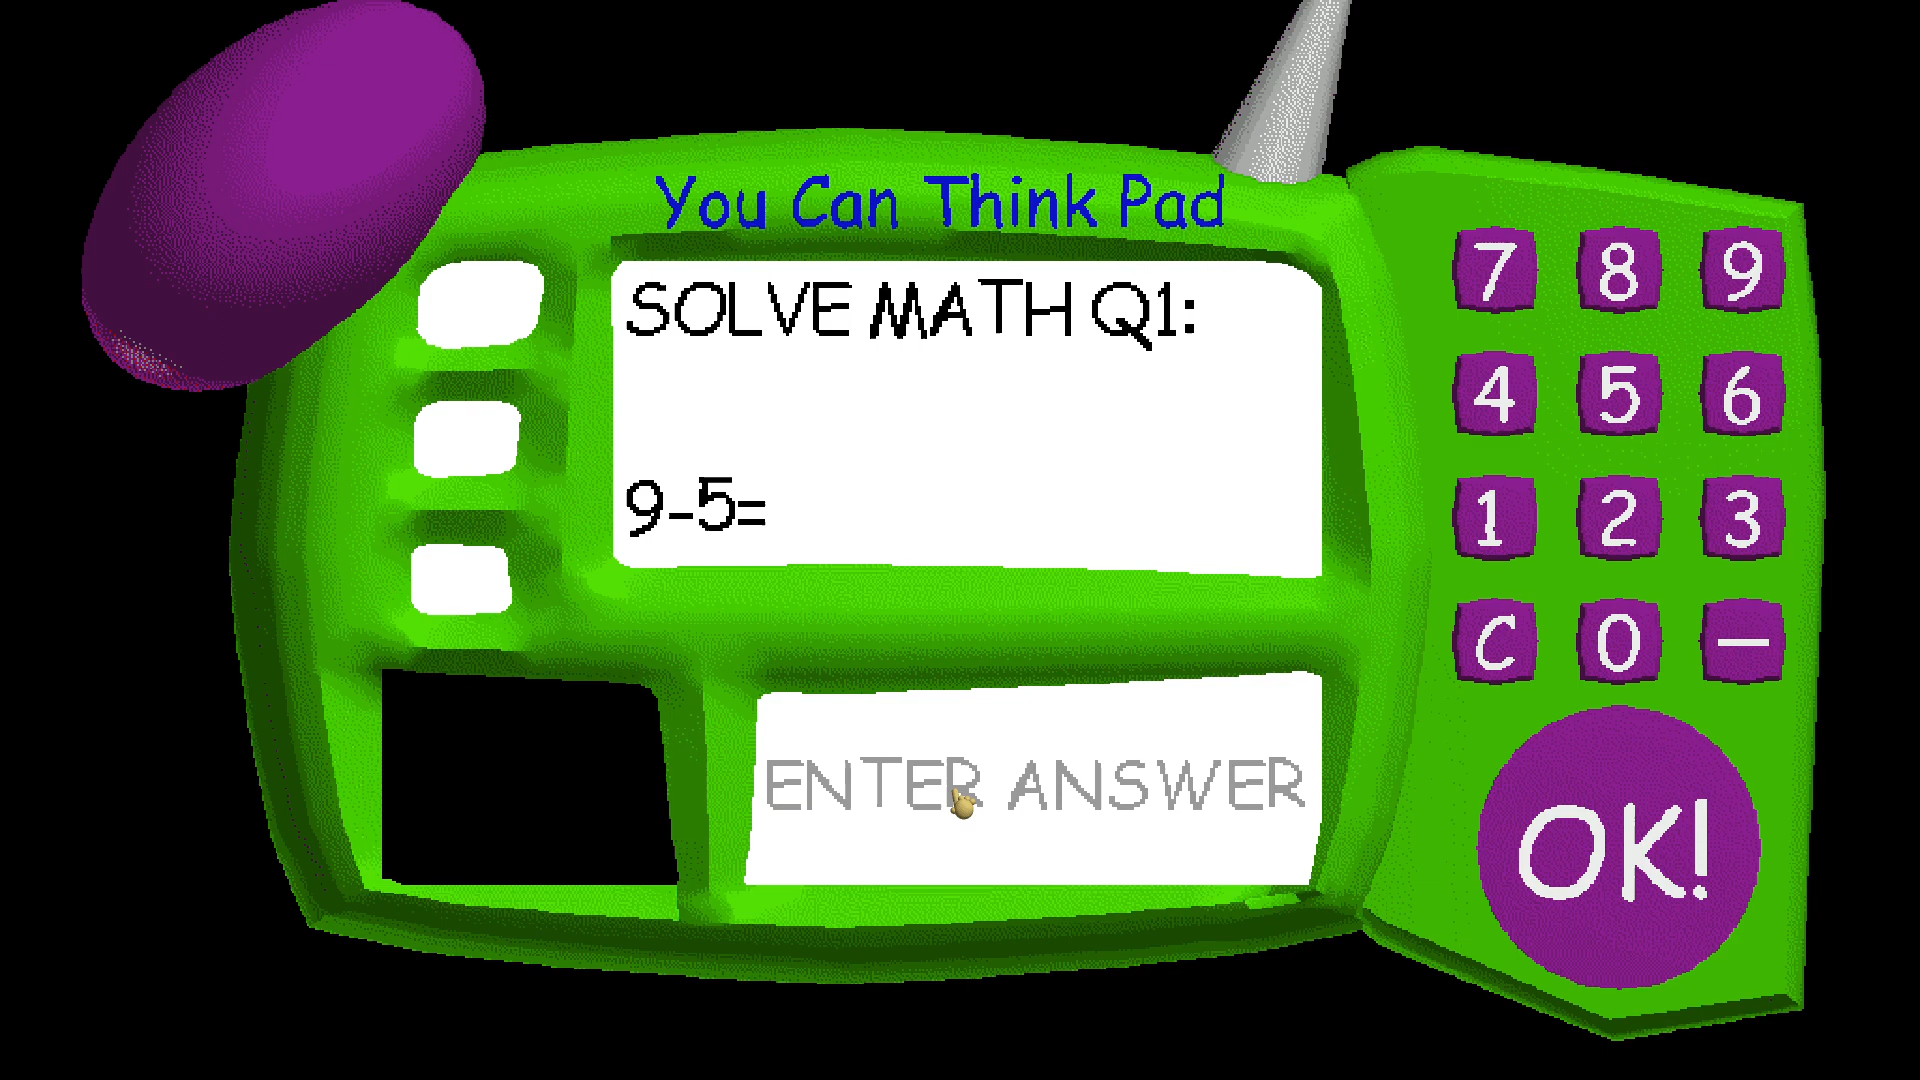 You Can Think Pad
SOLVE MATH Q1:
9-5=
ENTER ANSWER
7 8 9
4 5 6
1 2 3
C 0 −
OK!